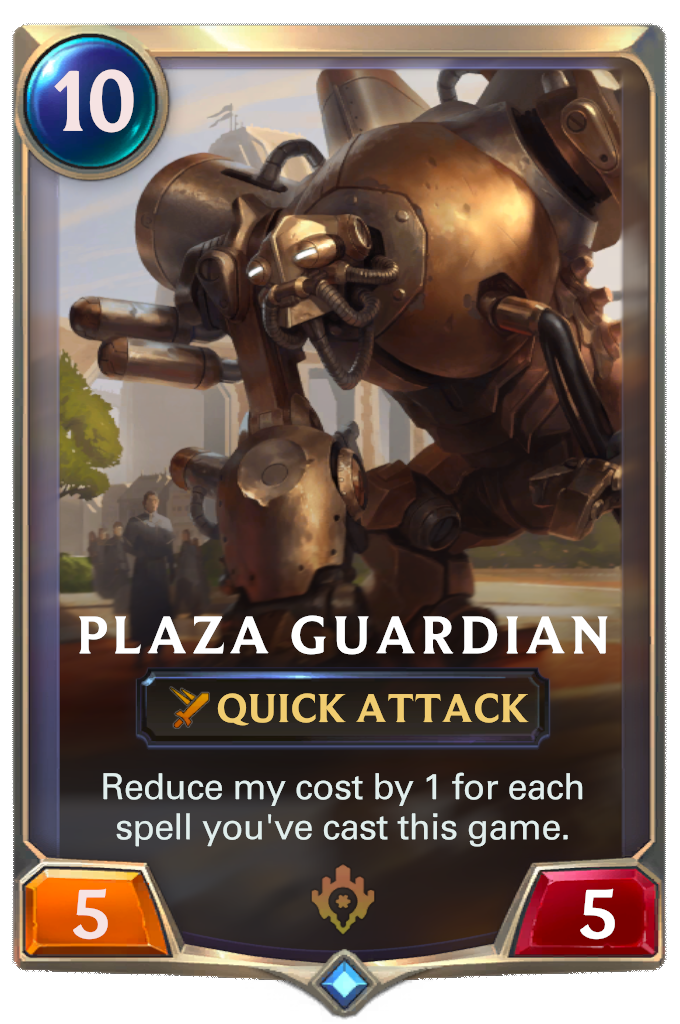 10
PLAZA GUARDIAN
QUICK ATTACK
Reduce my cost by 1 for each
spell you've cast this game.
5
5